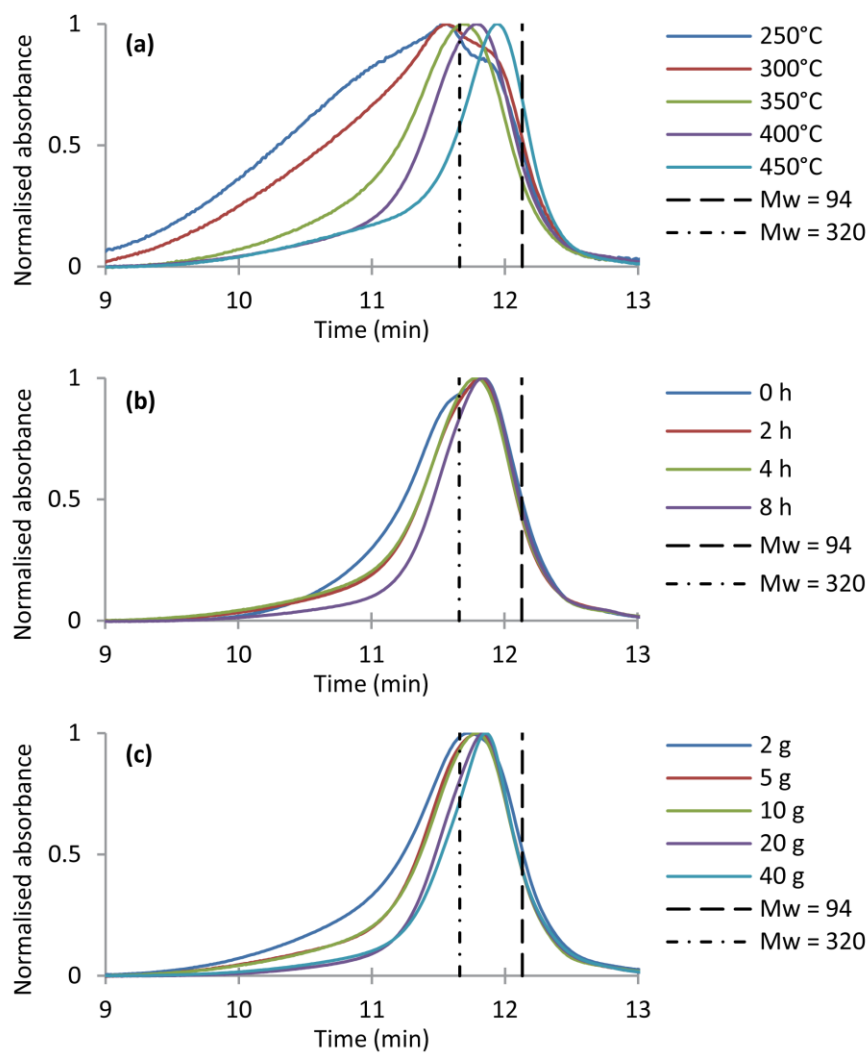 (a)
Normalised absorbance
1
0.5
0
9 10 11 12 13
Time (min)
250°C
300°C
350°C
400°C
450°C
Mw = 94
Mw = 320
(b)
Normalised absorbance
1
0.5
0
9 10 11 12 13
Time (min)
0 h
2 h
4 h
8 h
Mw = 94
Mw = 320
(c)
Normalised absorbance
1
0.5
0
9 10 11 12 13
Time (min)
2 g
5 g
10 g
20 g
40 g
Mw = 94
Mw = 320